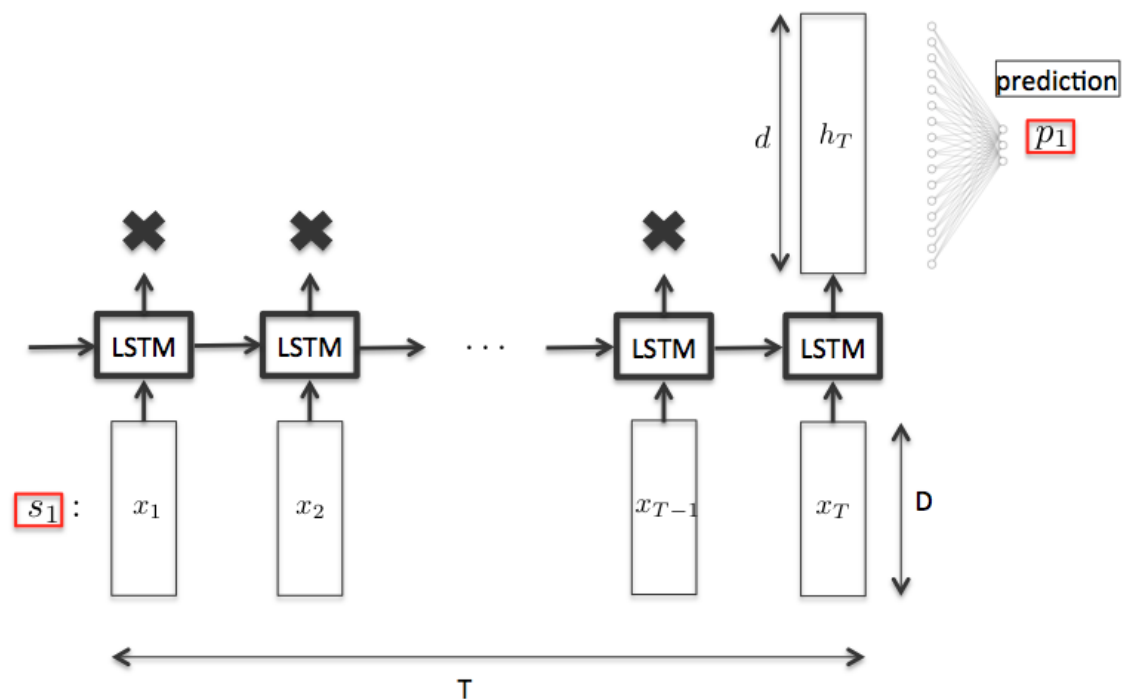 prediction
d
h_T
p_1
LSTM LSTM ... LSTM LSTM
s_1 : x_1 x_2 x_{T-1} x_T D
T